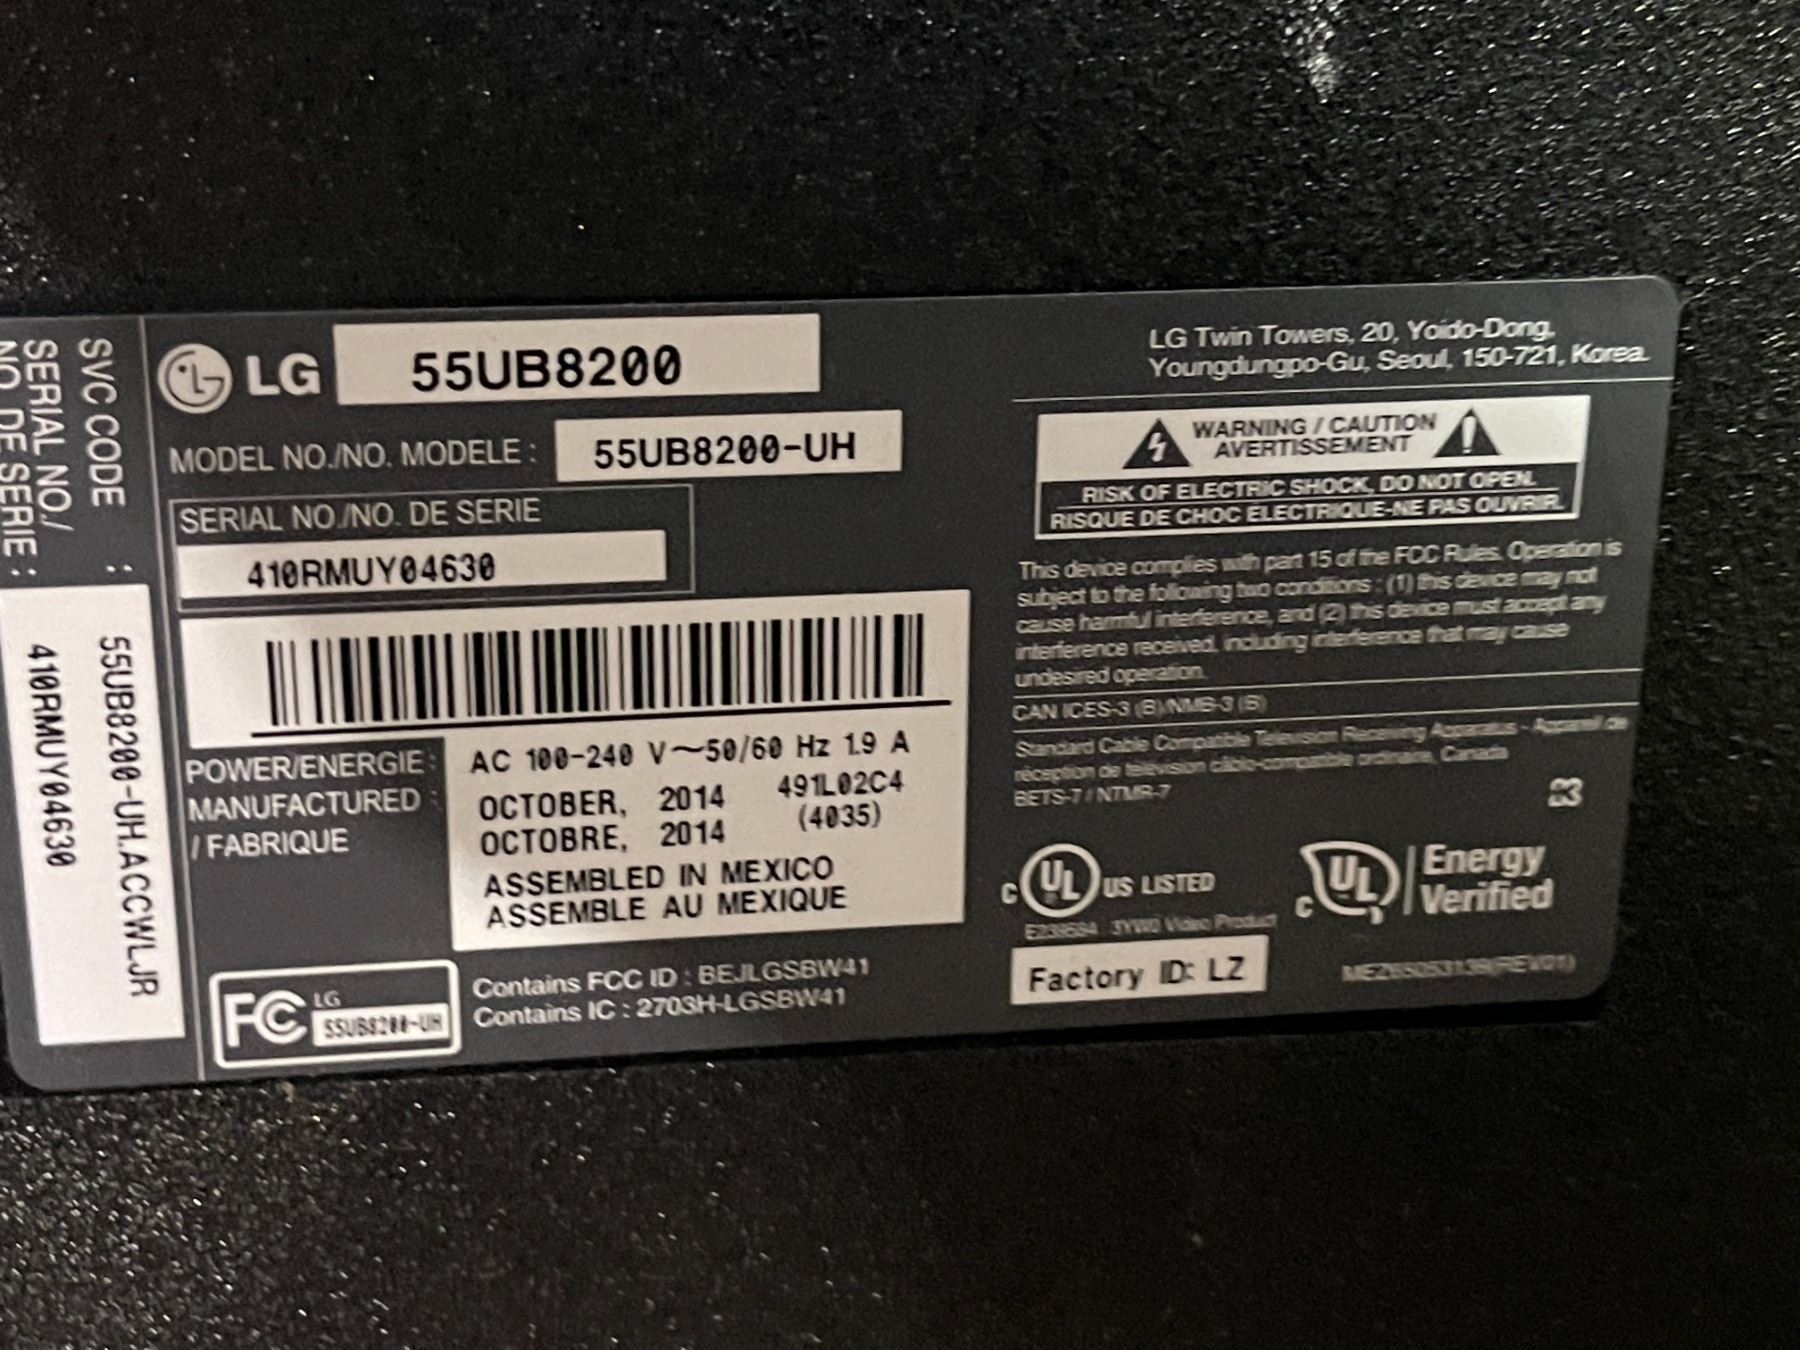 SVC CODE :
SERIAL NO./
NO. DE SERIE :
55UB8200-UH.ACCWLJR
410RMUY04630
LG 55UB8200
MODEL NO./NO. MODELE : 55UB8200-UH
SERIAL NO./NO. DE SERIE
410RMUY04630
POWER/ENERGIE : AC 100-240 V~50/60 Hz 1.9 A
MANUFACTURED : OCTOBER, 2014 491L02C4
/ FABRIQUE OCTOBRE, 2014 (4035)
ASSEMBLED IN MEXICO
ASSEMBLE AU MEXIQUE
FC LG
55UB8200-UH
Contains FCC ID : BEJLGSBW41
Contains IC : 2703H-LGSBW41
LG Twin Towers, 20, Yoido-Dong,
Youngdungpo-Gu, Seoul, 150-721, Korea.
WARNING / CAUTION
AVERTISSEMENT
RISK OF ELECTRIC SHOCK, DO NOT OPEN.
RISQUE DE CHOC ELECTRIQUE-NE PAS OUVRIR.
This device complies with part 15 of the FCC Rules. Operation is
subject to the following two conditions : (1) this device may not
cause harmful interference, and (2) this device must accept any
interference received, including interference that may cause
undesired operation.
CAN ICES-3 (B)/NMB-3 (B)
Standard Cable Compatible Television Receiving Apparatus - Appareil de
réception de télévision câblo-compatible ordinaire, Canada
BETS-7 / NTMR-7
C UL US LISTED
3YW0 Video Product
C UL Energy
Verified
Factory ID: LZ